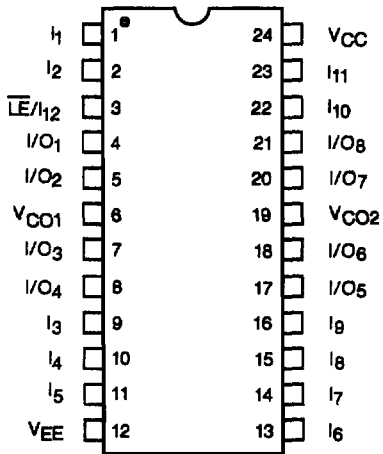 I₁ 1 24 VCC
I₂ 2 23 I₁₁
L̅E̅/I₁₂ 3 22 I₁₀
I/O₁ 4 21 I/O₈
I/O₂ 5 20 I/O₇
VCO1 6 19 VCO2
I/O₃ 7 18 I/O₆
I/O₄ 8 17 I/O₅
I₃ 9 16 I₉
I₄ 10 15 I₈
I₅ 11 14 I₇
VEE 12 13 I₆